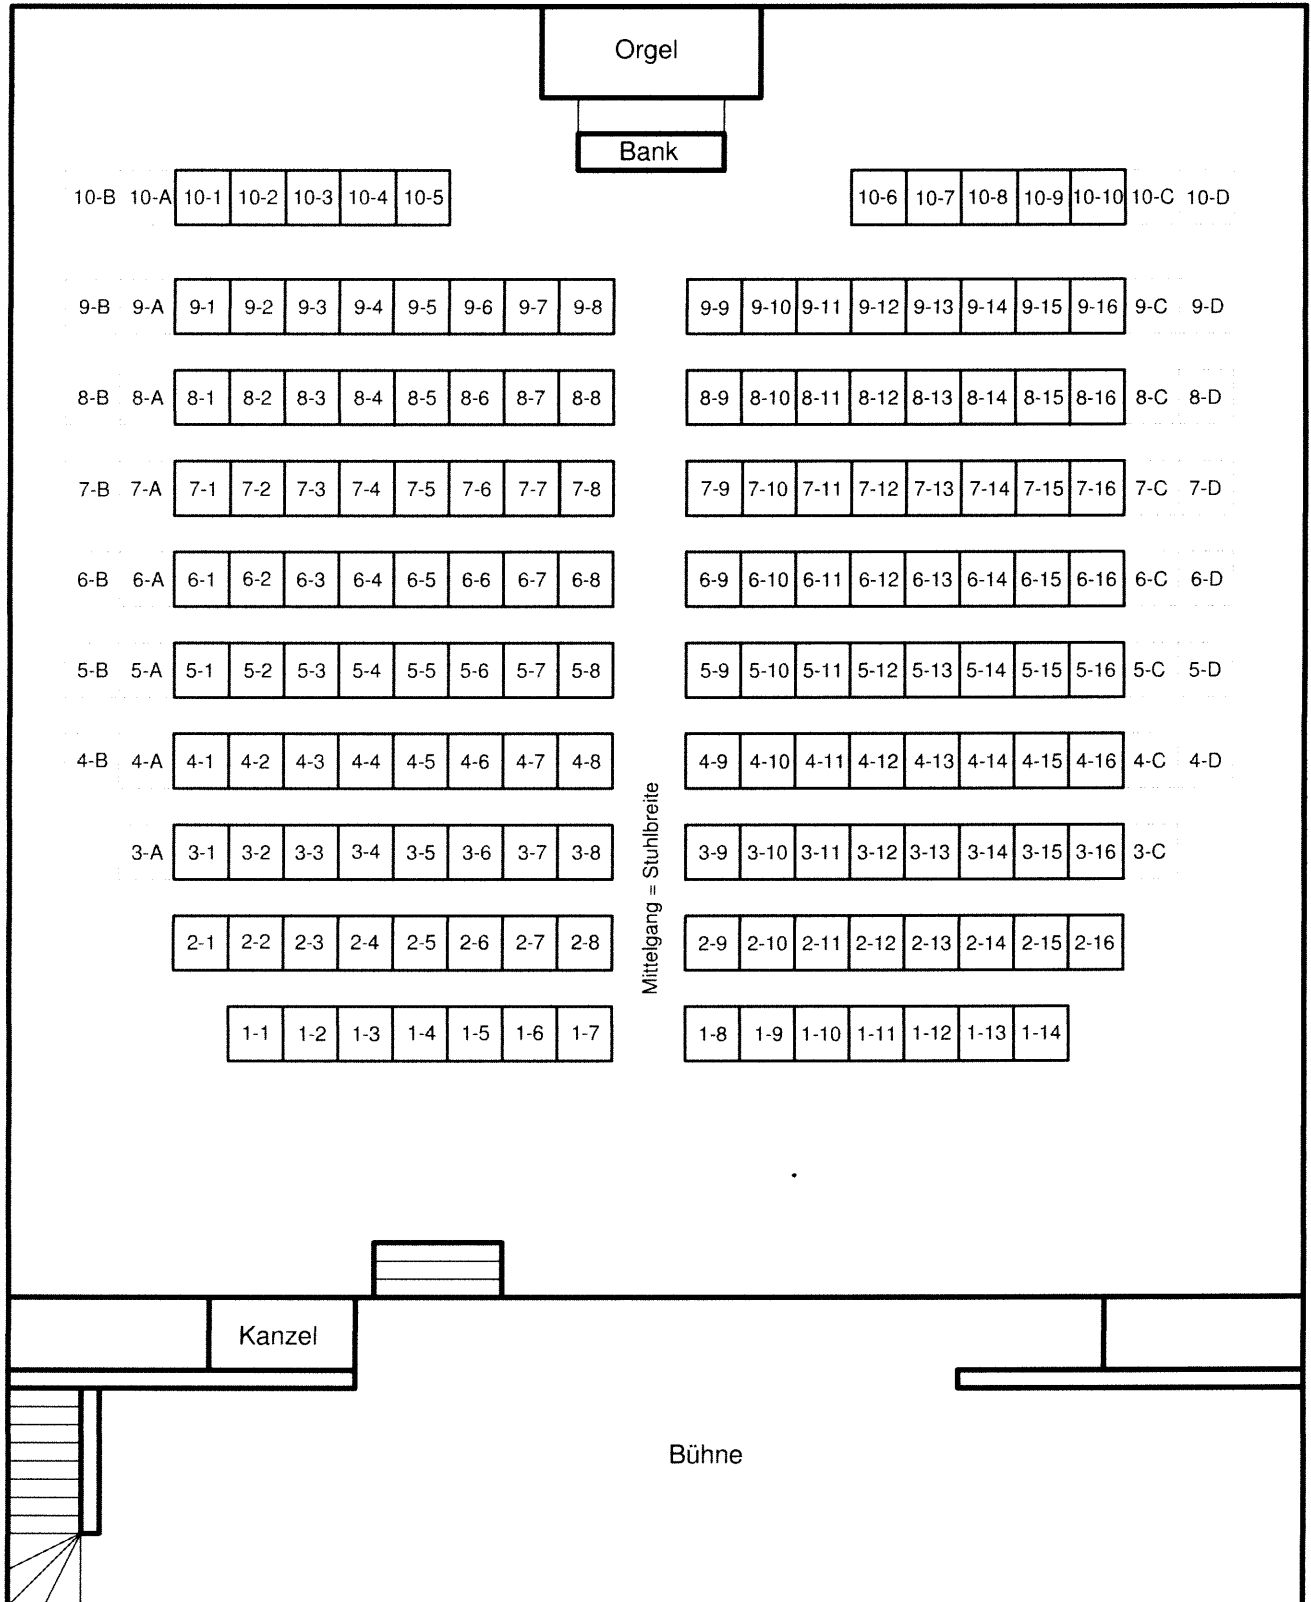 Orgel
Bank
10-B 10-A 10-1 10-2 10-3 10-4 10-5 10-6 10-7 10-8 10-9 10-10 10-C 10-D
9-B 9-A 9-1 9-2 9-3 9-4 9-5 9-6 9-7 9-8 9-9 9-10 9-11 9-12 9-13 9-14 9-15 9-16 9-C 9-D
8-B 8-A 8-1 8-2 8-3 8-4 8-5 8-6 8-7 8-8 8-9 8-10 8-11 8-12 8-13 8-14 8-15 8-16 8-C 8-D
7-B 7-A 7-1 7-2 7-3 7-4 7-5 7-6 7-7 7-8 7-9 7-10 7-11 7-12 7-13 7-14 7-15 7-16 7-C 7-D
6-B 6-A 6-1 6-2 6-3 6-4 6-5 6-6 6-7 6-8 6-9 6-10 6-11 6-12 6-13 6-14 6-15 6-16 6-C 6-D
5-B 5-A 5-1 5-2 5-3 5-4 5-5 5-6 5-7 5-8 5-9 5-10 5-11 5-12 5-13 5-14 5-15 5-16 5-C 5-D
4-B 4-A 4-1 4-2 4-3 4-4 4-5 4-6 4-7 4-8 4-9 4-10 4-11 4-12 4-13 4-14 4-15 4-16 4-C 4-D
3-A 3-1 3-2 3-3 3-4 3-5 3-6 3-7 3-8 3-9 3-10 3-11 3-12 3-13 3-14 3-15 3-16 3-C
2-1 2-2 2-3 2-4 2-5 2-6 2-7 2-8 2-9 2-10 2-11 2-12 2-13 2-14 2-15 2-16
1-1 1-2 1-3 1-4 1-5 1-6 1-7 1-8 1-9 1-10 1-11 1-12 1-13 1-14
Mittelgang = Stuhlbreite
Kanzel
Bühne